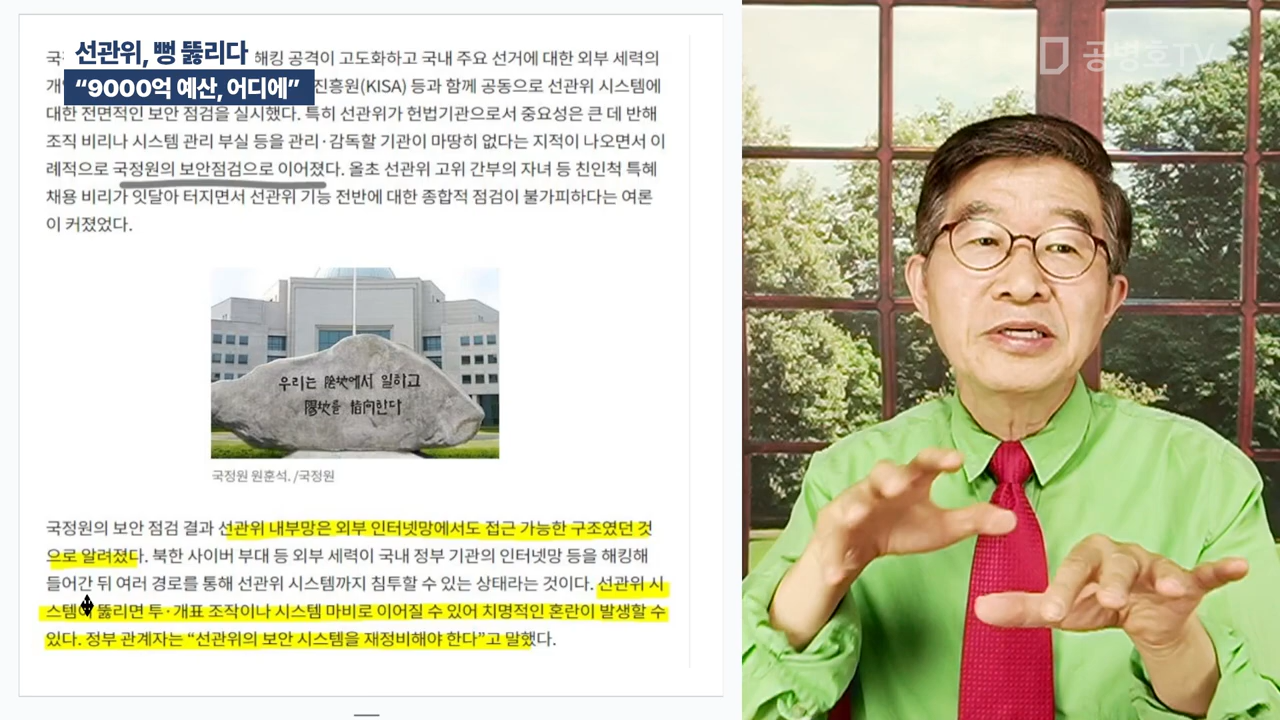 선관위, 뻥 뚫리다
“9000억 예산, 어디에”
공병호TV
해킹 공격이 고도화하고 국내 주요 선거에 대한 외부 세력의
진흥원(KISA) 등과 함께 공동으로 선관위 시스템에
대한 전면적인 보안 점검을 실시했다. 특히 선관위가 헌법기관으로서 중요성은 큰 데 반해
조직 비리나 시스템 관리 부실 등을 관리·감독할 기관이 마땅히 없다는 지적이 나오면서 이
례적으로 국정원의 보안점검으로 이어졌다. 올초 선관위 고위 간부의 자녀 등 친인척 특혜
채용 비리가 잇달아 터지면서 선관위 기능 전반에 대한 종합적 점검이 불가피하다는 여론
이 커졌었다.
우리는 陰地에서 일하고
陽地를 指向한다
국정원 원훈석. /국정원
국정원의 보안 점검 결과 선관위 내부망은 외부 인터넷망에서도 접근 가능한 구조였던 것
으로 알려졌다. 북한 사이버 부대 등 외부 세력이 국내 정부 기관의 인터넷망 등을 해킹해
들어간 뒤 여러 경로를 통해 선관위 시스템까지 침투할 수 있는 상태라는 것이다. 선관위 시
스템이 뚫리면 투·개표 조작이나 시스템 마비로 이어질 수 있어 치명적인 혼란이 발생할 수
있다. 정부 관계자는 “선관위의 보안 시스템을 재정비해야 한다”고 말했다.